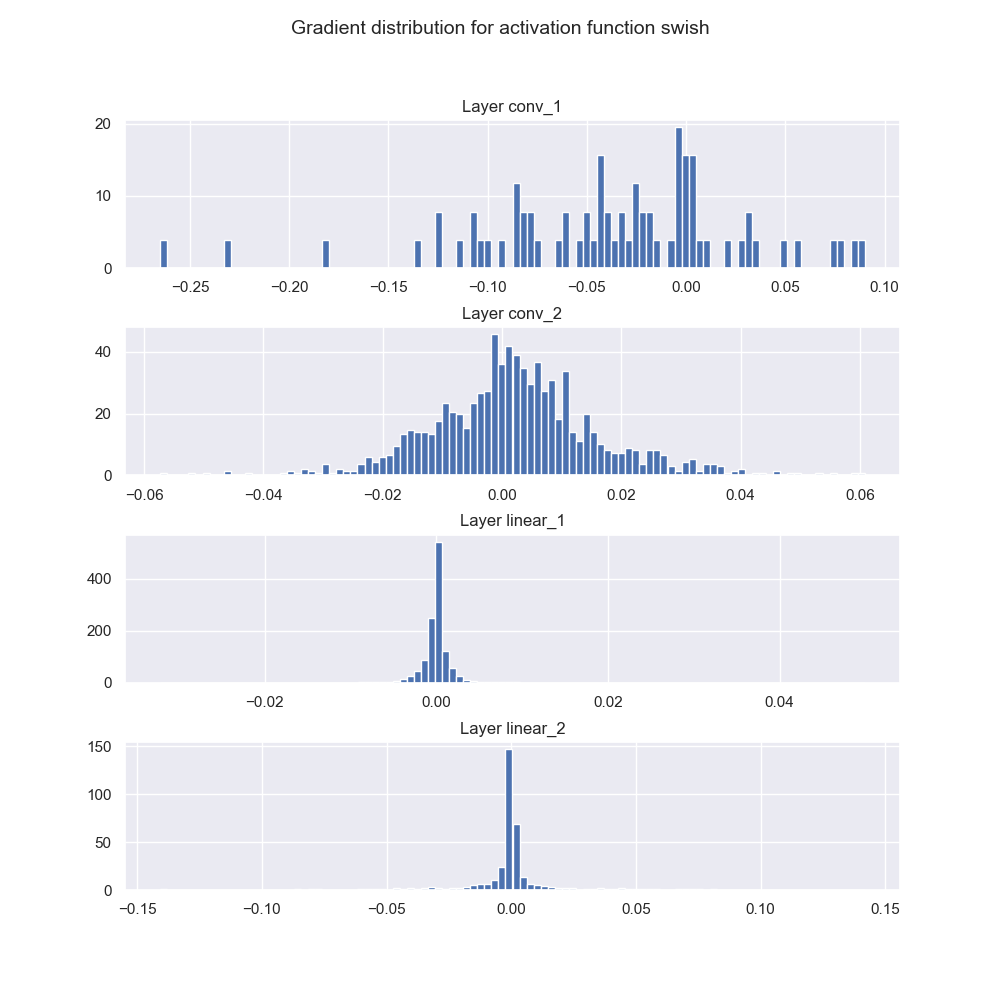 Gradient distribution for activation function swish
Layer conv_1
20
10
0
−0.25 −0.20 −0.15 −0.10 −0.05 0.00 0.05 0.10
Layer conv_2
40
20
0
−0.06 −0.04 −0.02 0.00 0.02 0.04 0.06
Layer linear_1
400
200
0
−0.02 0.00 0.02 0.04
Layer linear_2
150
100
50
0
−0.15 −0.10 −0.05 0.00 0.05 0.10 0.15